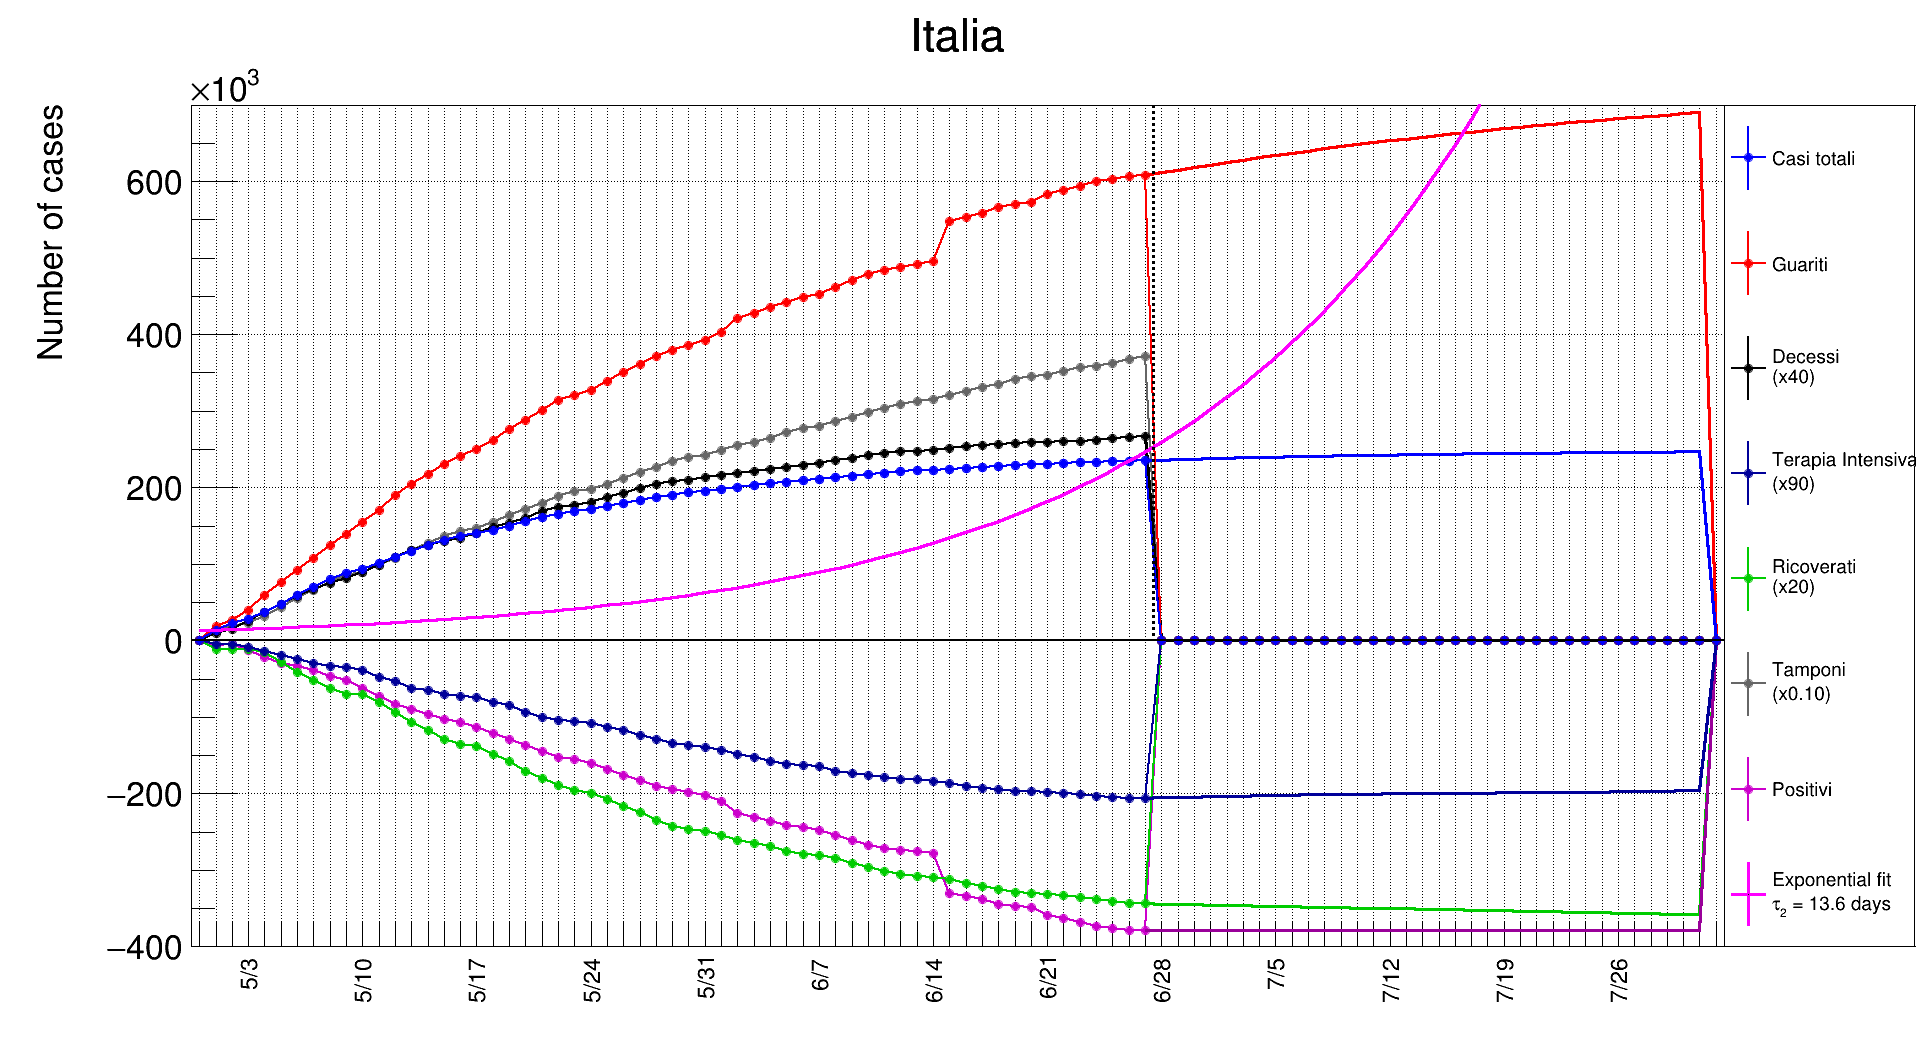 Italia
×10³
Number of cases
600
400
200
0
−200
−400
5/3
5/10
5/17
5/24
5/31
6/7
6/14
6/21
6/28
7/5
7/12
7/19
7/26
Casi totali
Guariti
Decessi
(x40)
Terapia Intensiva
(x90)
Ricoverati
(x20)
Tamponi
(x0.10)
Positivi
Exponential fit
τ₂ = 13.6 days